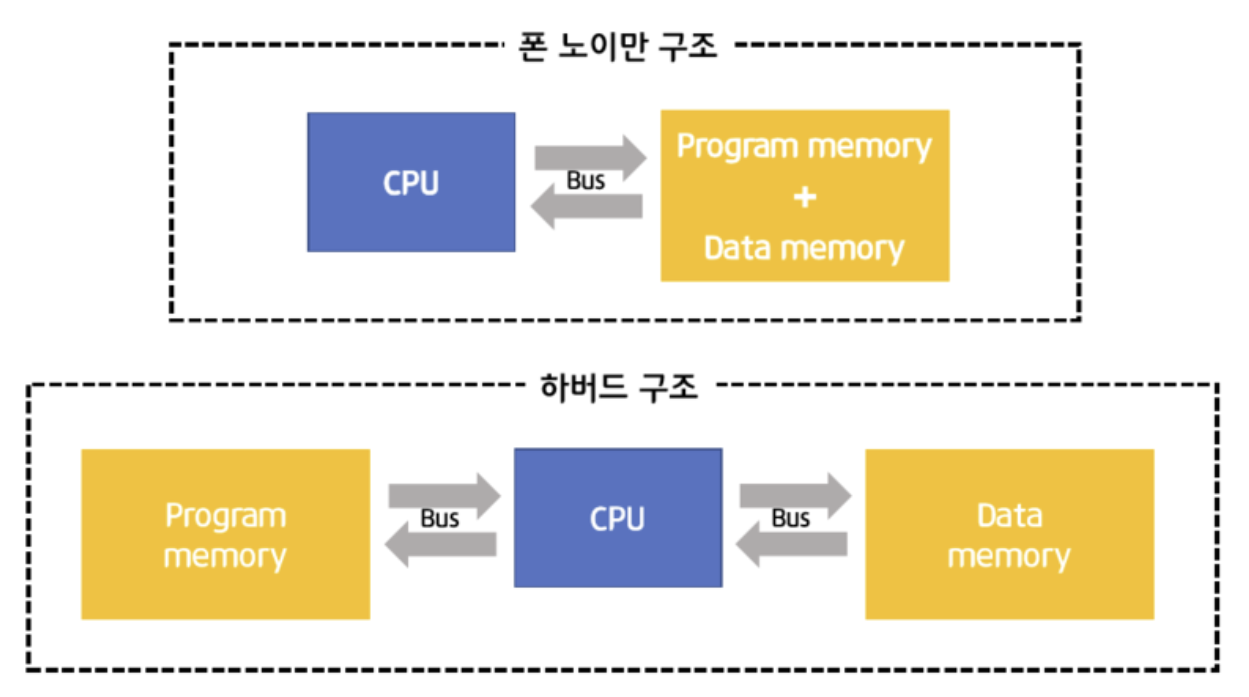 폰 노이만 구조
CPU
Bus
Program memory
+
Data memory
하버드 구조
Program
memory
Bus
CPU
Bus
Data
memory